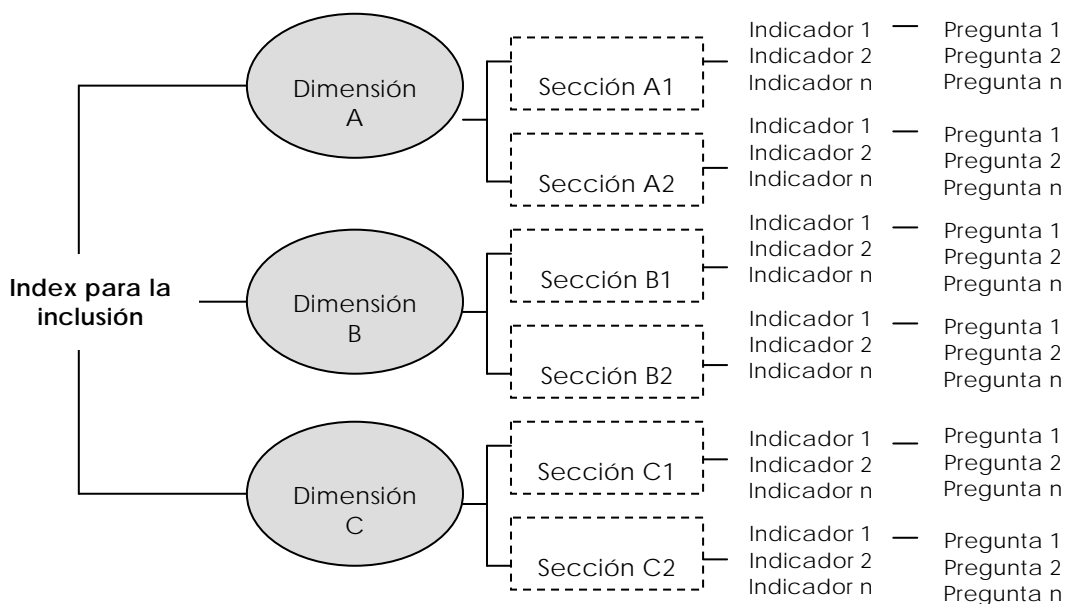 Index para la
inclusión
Dimensión
A
Sección A1
Indicador 1 — Pregunta 1
Indicador 2 Pregunta 2
Indicador n Pregunta n
Sección A2
Indicador 1 — Pregunta 1
Indicador 2 Pregunta 2
Indicador n Pregunta n
Dimensión
B
Sección B1
Indicador 1 — Pregunta 1
Indicador 2 Pregunta 2
Indicador n Pregunta n
Sección B2
Indicador 1 — Pregunta 1
Indicador 2 Pregunta 2
Indicador n Pregunta n
Dimensión
C
Sección C1
Indicador 1 — Pregunta 1
Indicador 2 Pregunta 2
Indicador n Pregunta n
Sección C2
Indicador 1 — Pregunta 1
Indicador 2 Pregunta 2
Indicador n Pregunta n